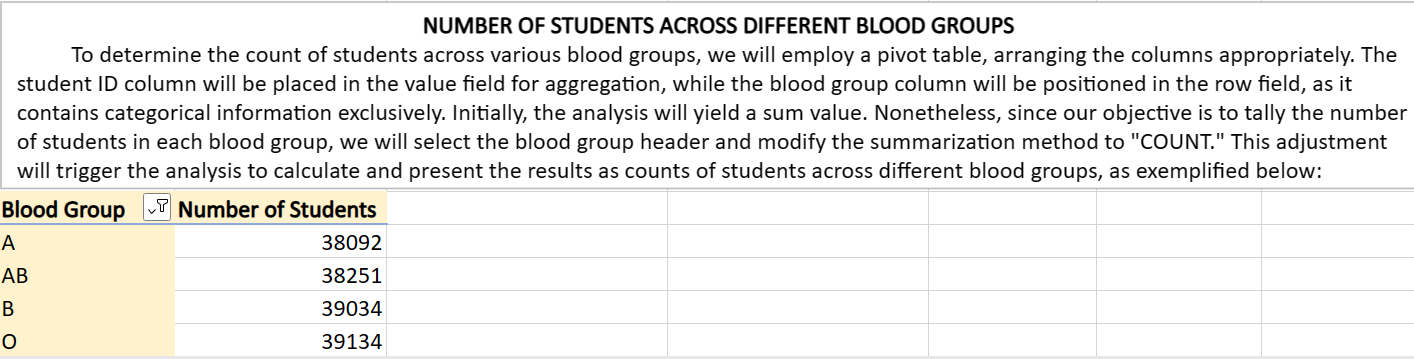 NUMBER OF STUDENTS ACROSS DIFFERENT BLOOD GROUPS
To determine the count of students across various blood groups, we will employ a pivot table, arranging the columns appropriately. The
student ID column will be placed in the value field for aggregation, while the blood group column will be positioned in the row field, as it
contains categorical information exclusively. Initially, the analysis will yield a sum value. Nonetheless, since our objective is to tally the number
of students in each blood group, we will select the blood group header and modify the summarization method to "COUNT." This adjustment
will trigger the analysis to calculate and present the results as counts of students across different blood groups, as exemplified below:
Blood Group Number of Students
A 38092
AB 38251
B 39034
O 39134